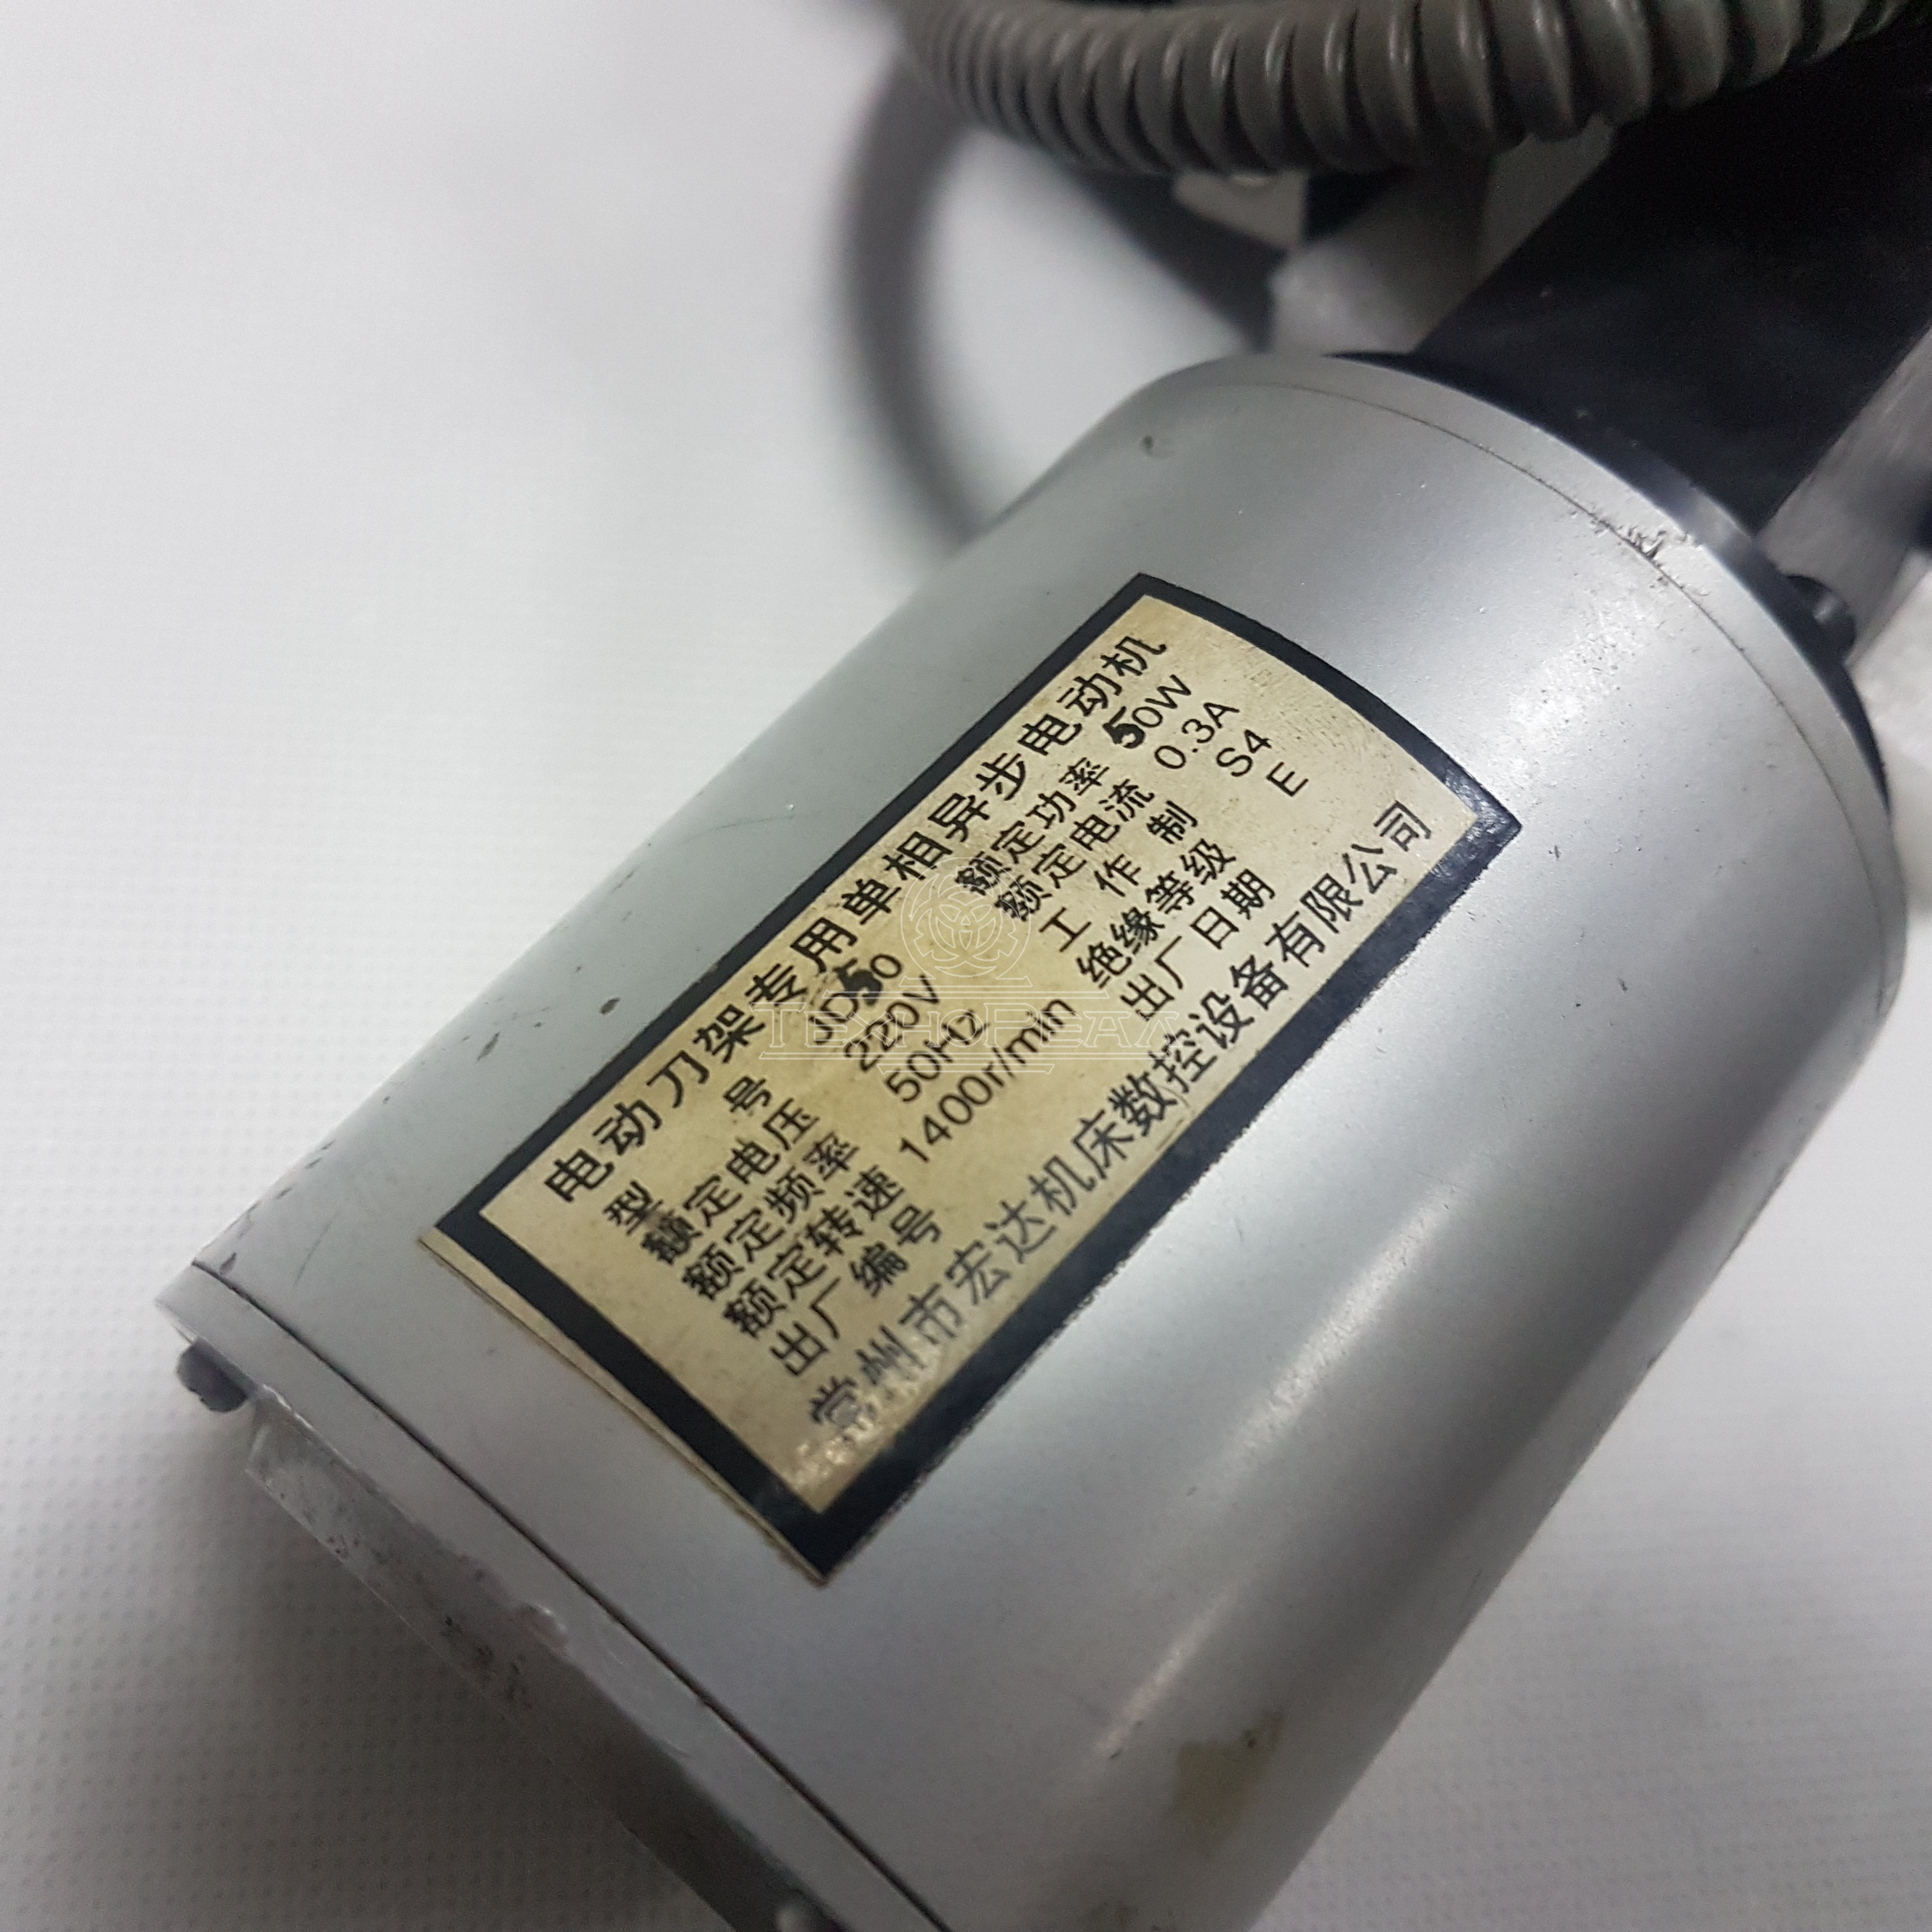 电动刀架专用单相异步电动机
型 号 JD50 额定功率 50W
额定电压 220V 额定电流 0.3A
额定频率 50Hz 工 作 制 S4
额定转速 1400r/min 绝缘等级 E
出厂编号 出厂日期
常州市宏达机床数控设备有限公司
ТехноРеал